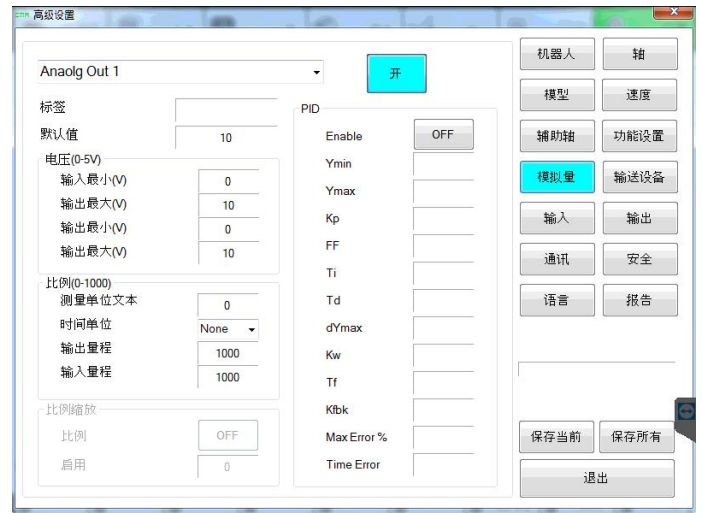 CMA 高级设置
Anaolg Out 1
开
标签
默认值 10
电压(0-5V)
输入最小(V) 0
输出最大(V) 10
输出最小(V) 0
输出最大(V) 10
比例(0-1000)
测量单位文本 0
时间单位 None
输出量程 1000
输入量程 1000
比例缩放
比例 OFF
启用 0
PID
Enable OFF
Ymin
Ymax
Kp
FF
Ti
Td
dYmax
Kw
Tf
Kfbk
Max Error %
Time Error
机器人 轴
模型 速度
辅助轴 功能设置
模拟量 输送设备
输入 输出
通讯 安全
语言 报告
保存当前 保存所有
退出